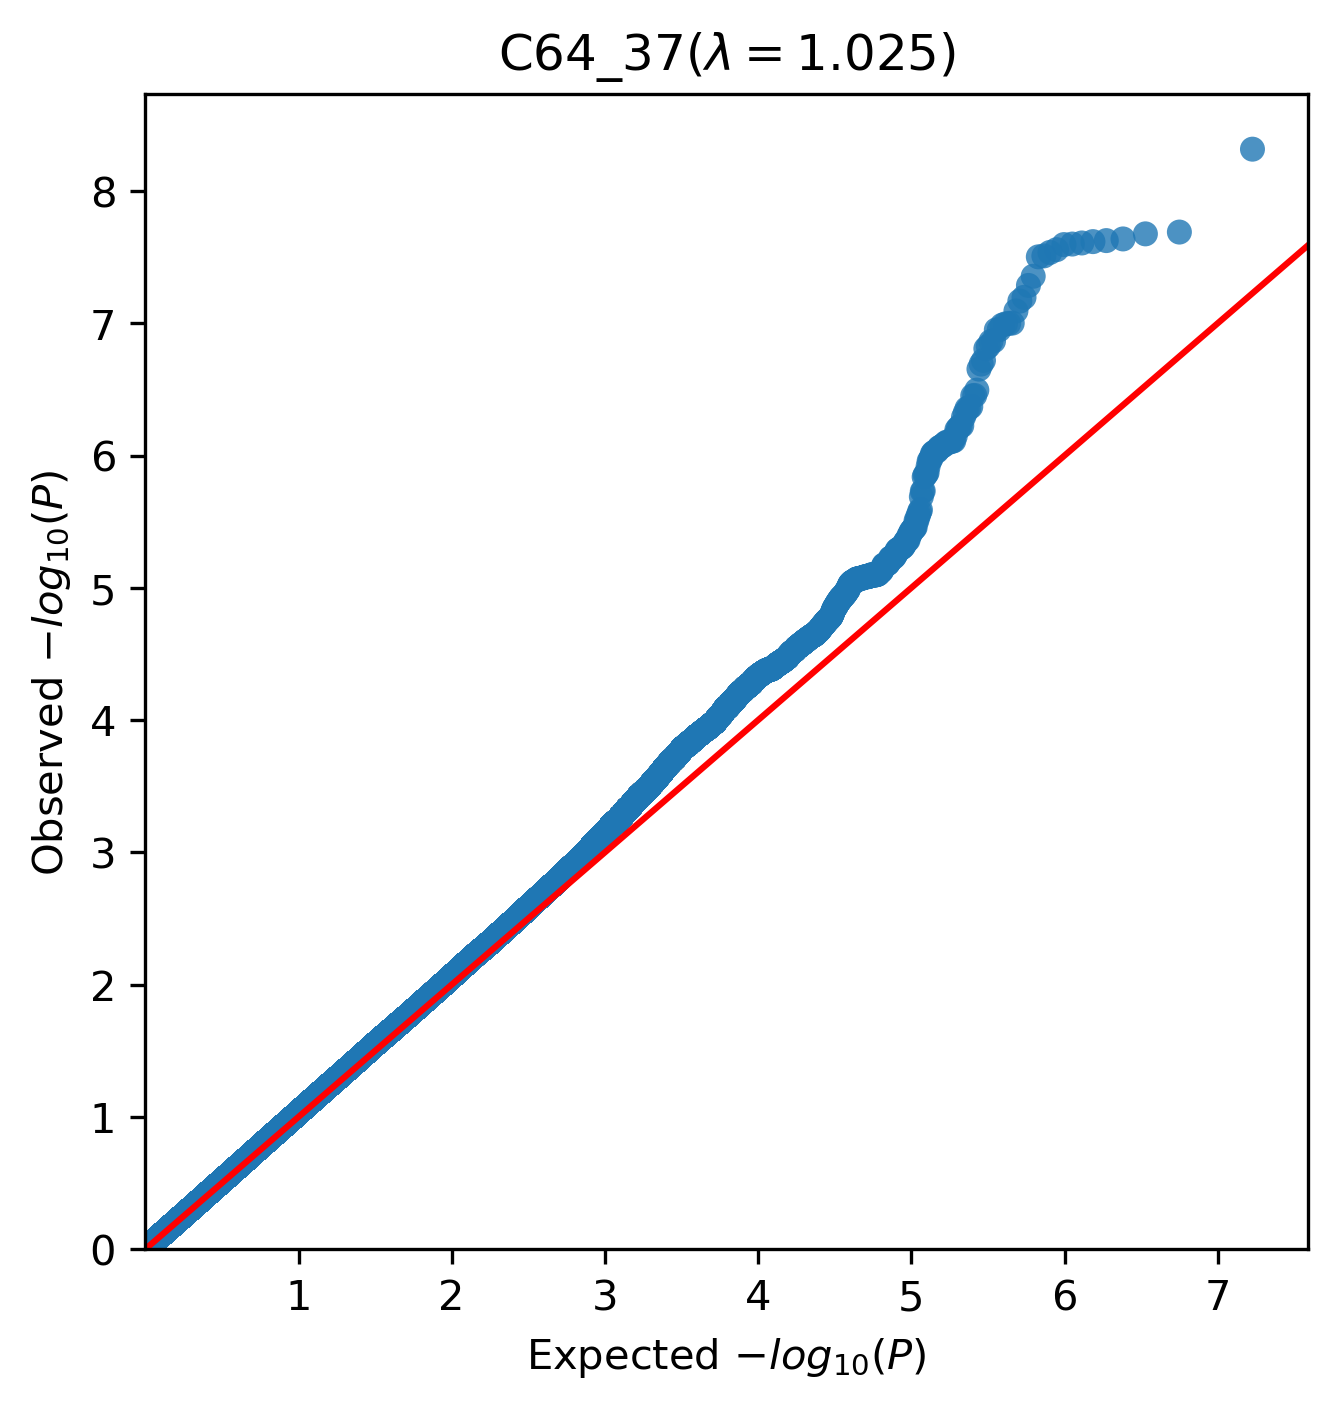 C64_37(λ = 1.025)
Observed −log₁₀(P)
8
7
6
5
4
3
2
1
0
1 2 3 4 5 6 7
Expected −log₁₀(P)